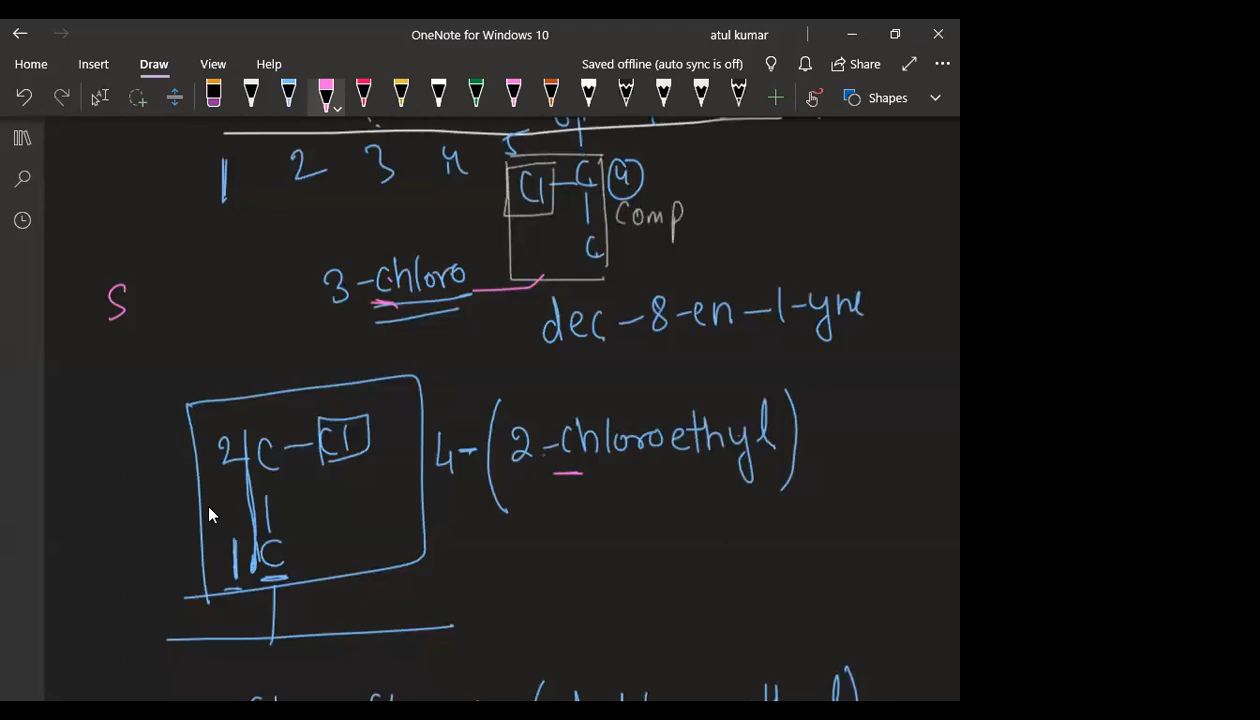 OneNote for Windows 10
atul kumar
Home Insert Draw View Help
Saved offline (auto sync is off)
Share
Shapes
1 2 3 4 5
Cl-C 4
Comp
C
3-chloro
S
dec-8-en-1-yne
2 C-Cl
4-(2-chloroethyl)
1 C